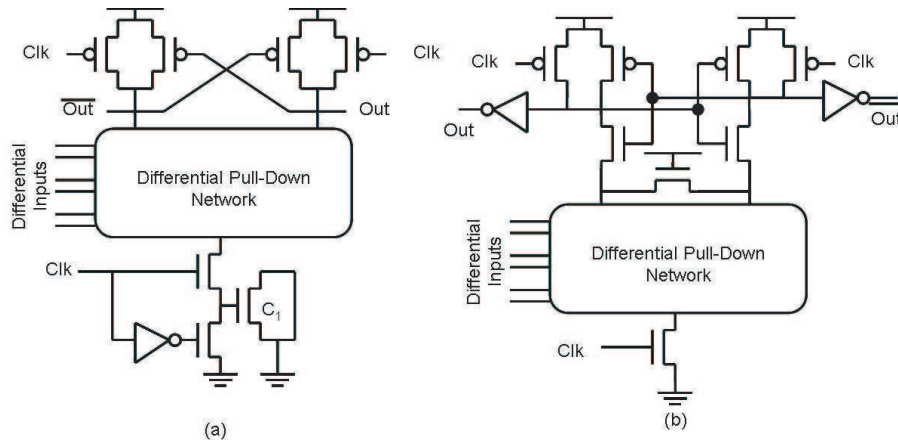 Clk
Clk
Out
Out
Differential
Inputs
Differential Pull-Down
Network
Clk
C1
(a)
Clk
Clk
Out
Out
Differential
Inputs
Differential Pull-Down
Network
Clk
(b)